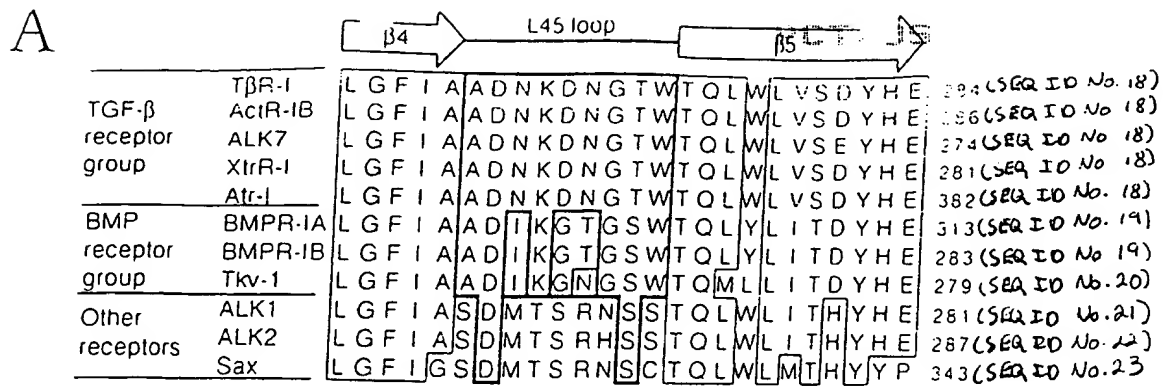 A
β4 L45 loop β5
TβR-I L G F I A A D N K D N G T W T Q L W L V S D Y H E (SEQ ID No. 18)
TGF-β ActR-IB L G F I A A D N K D N G T W T Q L W L V S D Y H E (SEQ ID No 18)
receptor ALK7 L G F I A A D N K D N G T W T Q L W L V S E Y H E 274 (SEQ ID No 18)
group XtrR-I L G F I A A D N K D N G T W T Q L W L V S D Y H E 281 (SEQ ID No 18)
Atr-I L G F I A A D N K D N G T W T Q L W L V S D Y H E 382 (SEQ ID No. 18)
BMP BMPR-IA L G F I A A D I K G T G S W T Q L Y L I T D Y H E 313 (SEQ ID No. 19)
receptor BMPR-IB L G F I A A D I K G T G S W T Q L Y L I T D Y H E 283 (SEQ ID No 19)
group Tkv-1 L G F I A A D I K G N G S W T Q M L L I T D Y H E 279 (SEQ ID No. 20)
Other ALK1 L G F I A S D M T S R N S S T Q L W L I T H Y H E 281 (SEQ ID No. 21)
receptors ALK2 L G F I A S D M T S R H S S T Q L W L I T H Y H E 287 (SEQ ID No. 22)
Sax L G F I G S D M T S R N S C T Q L W L M T H Y Y P 343 (SEQ ID No. 23